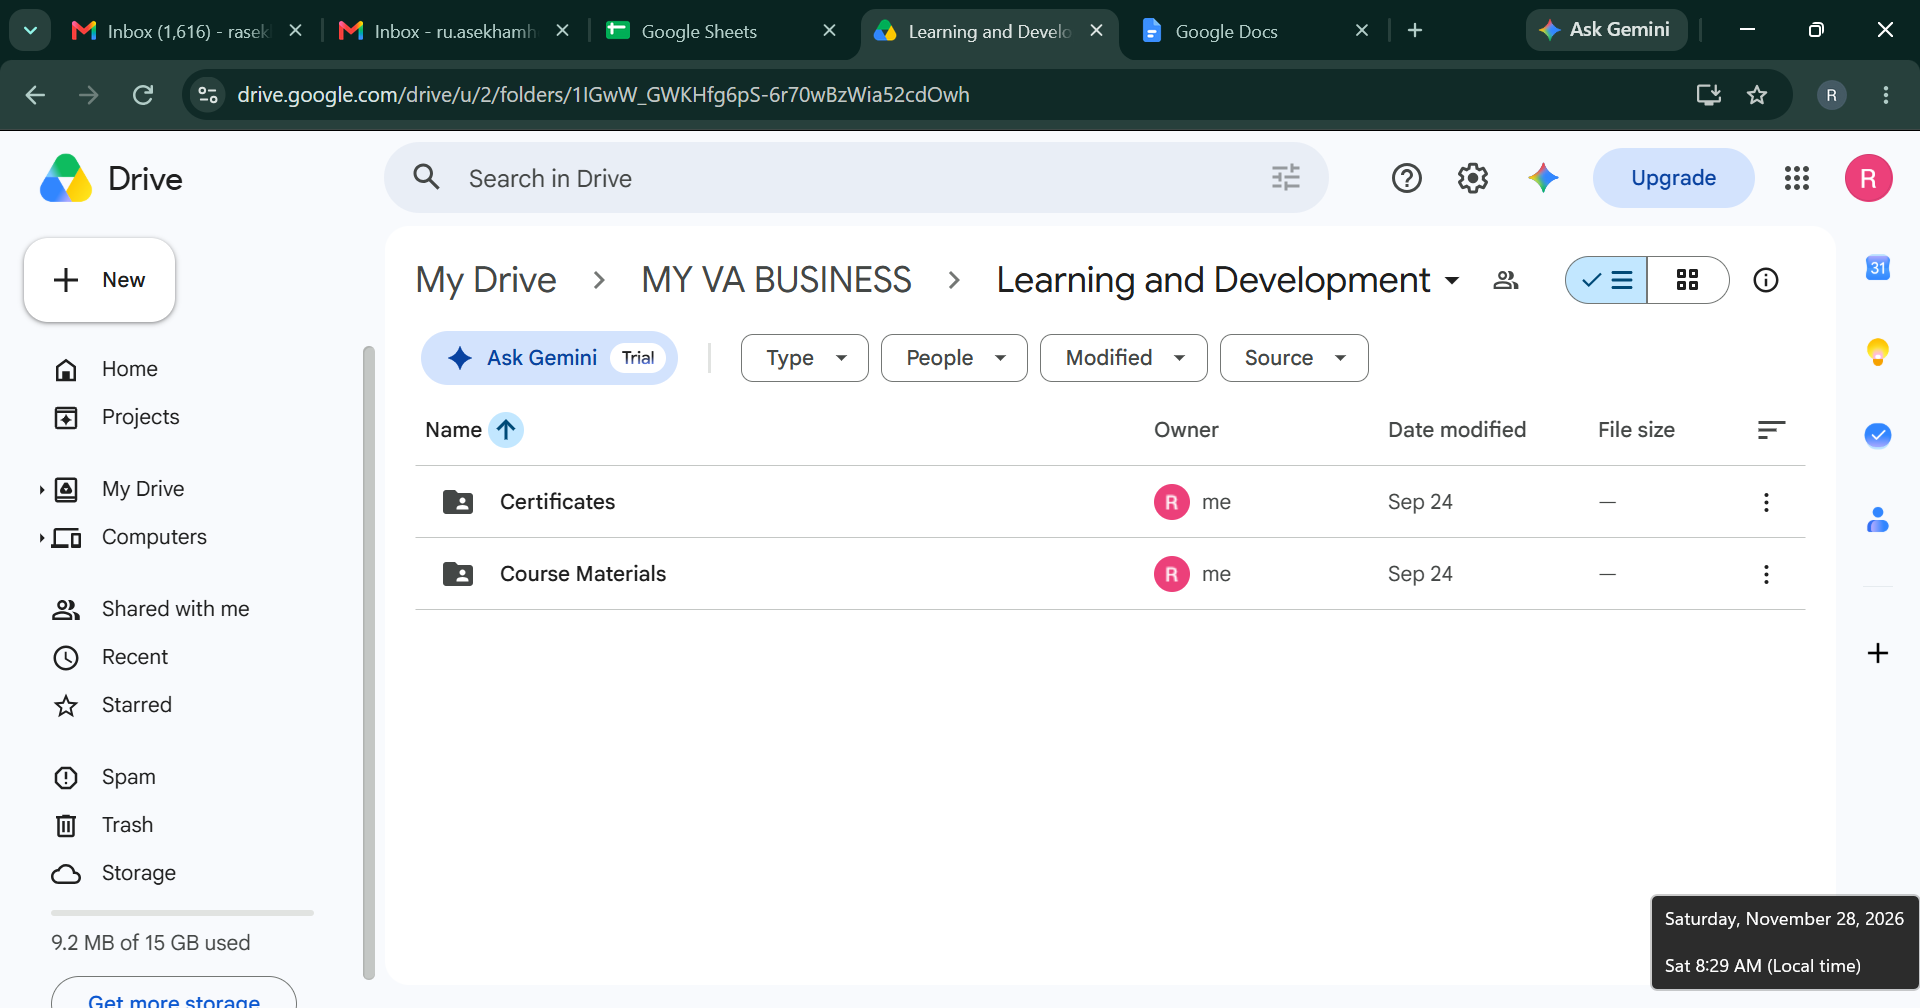 Inbox (1,616) - rasek
Inbox - ru.asekhamh
Google Sheets
Learning and Develo
Google Docs
Ask Gemini
drive.google.com/drive/u/2/folders/1IGwW_GWKHfg6pS-6r70wBzWia52cdOwh
R
Drive
Search in Drive
Upgrade
R
New
My Drive
MY VA BUSINESS
Learning and Development
31
Ask Gemini Trial
Type
People
Modified
Source
Home
Projects
My Drive
Computers
Shared with me
Recent
Starred
Spam
Trash
Storage
9.2 MB of 15 GB used
Get more storage
Name Owner Date modified File size
Certificates R me Sep 24 —
Course Materials R me Sep 24 —
Saturday, November 28, 2026
Sat 8:29 AM (Local time)